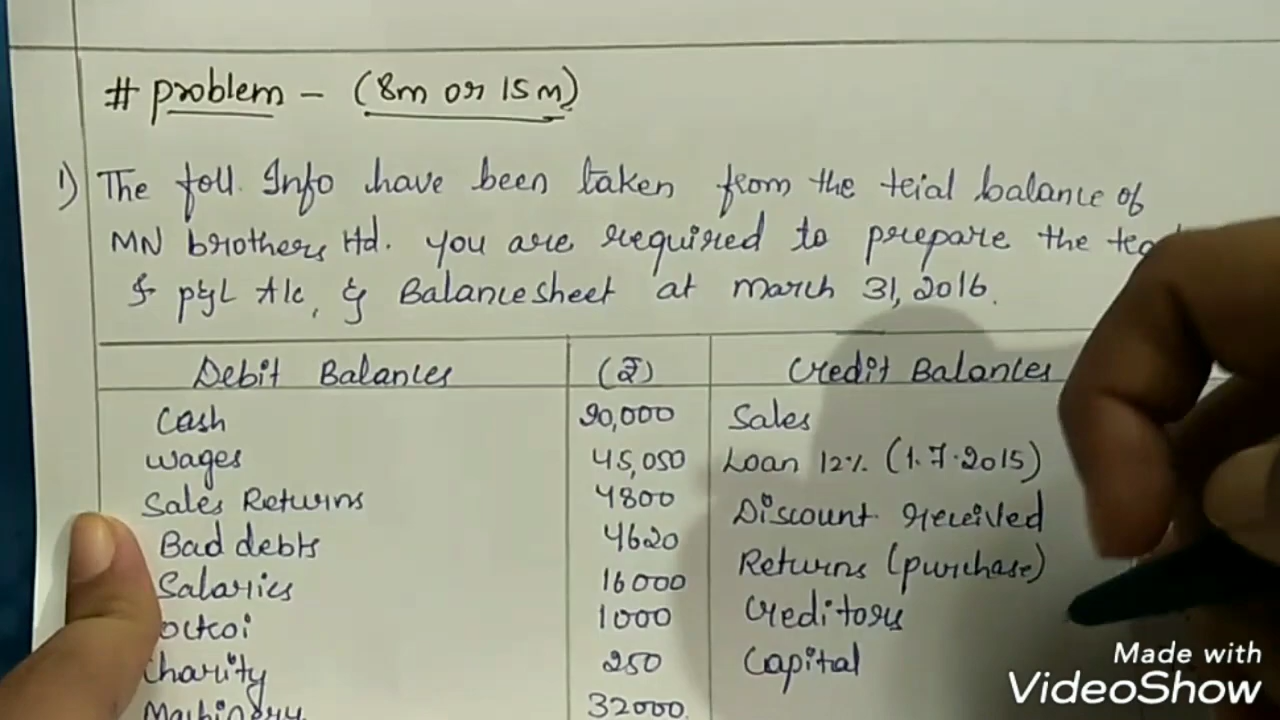 # problem - (8m or 15m)
1) The foll. Info have been taken from the trial balance of
MN brothers ltd. you are required to prepare the
& p&L A/c, & Balancesheet at march 31, 2016.
Debit Balances (₹) Credit Balances
Cash 20,000 Sales
Wages 45,050 Loan 12% (1.7.2015)
Sales Returns 4800 Discount received
Bad debts 4620 Returns (purchase)
Salaries 16000 Creditors
octroi 1000 Capital
Charity 250
Machinery 32000
Made with
VideoShow